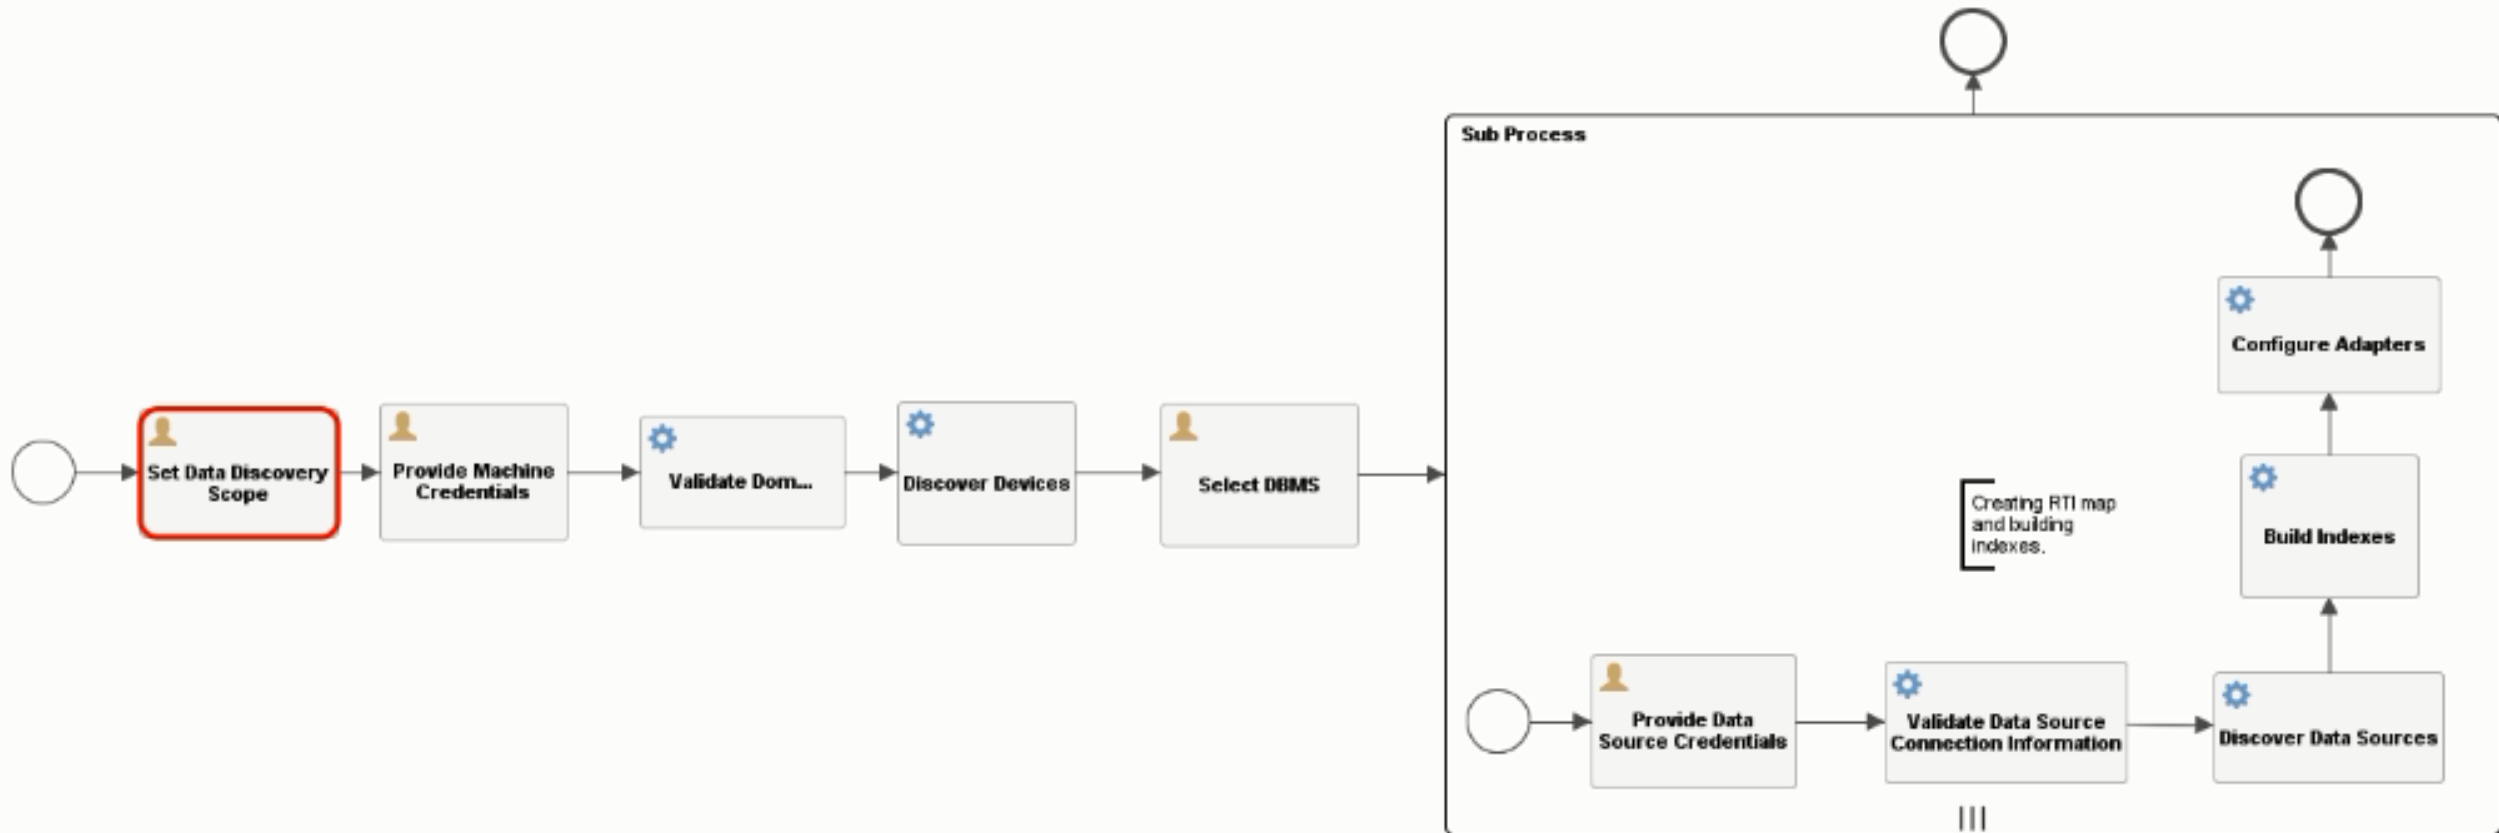 Sub Process
Configure Adapters
Set Data Discovery
Scope
Provide Machine
Credentials
Validate Dom...
Discover Devices
Select DBMS
Creating RTI map
and building
indexes.
Build Indexes
Provide Data
Source Credentials
Validate Data Source
Connection Information
Discover Data Sources